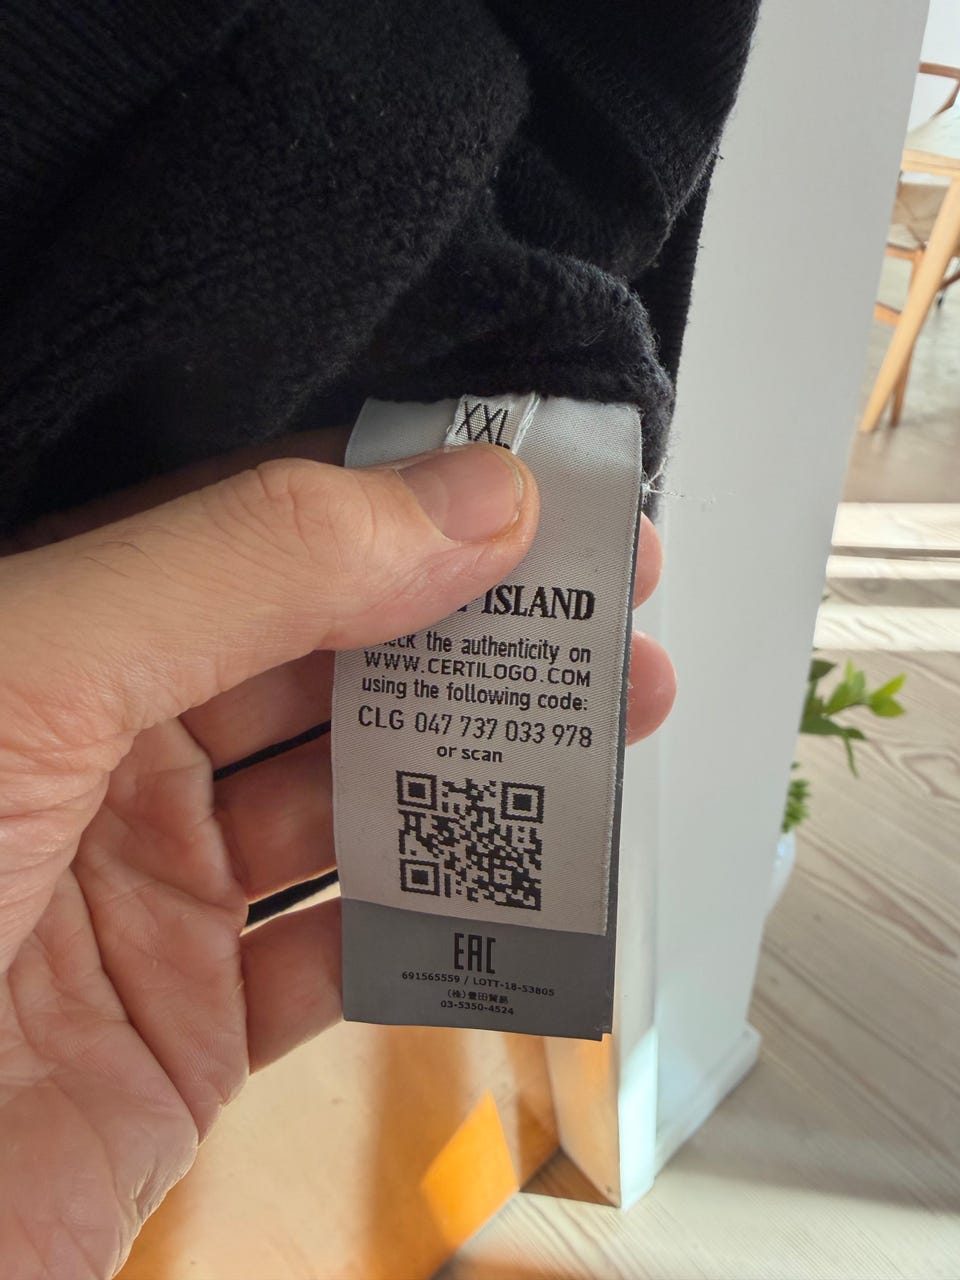 XXL
ISLAND
the authenticity on
WWW.CERTILOGO.COM
using the following code:
CLG 047 737 033 978
or scan
EAC
691565559 / LOTT-18-53805
(株)豊田貿易
03-5350-4524